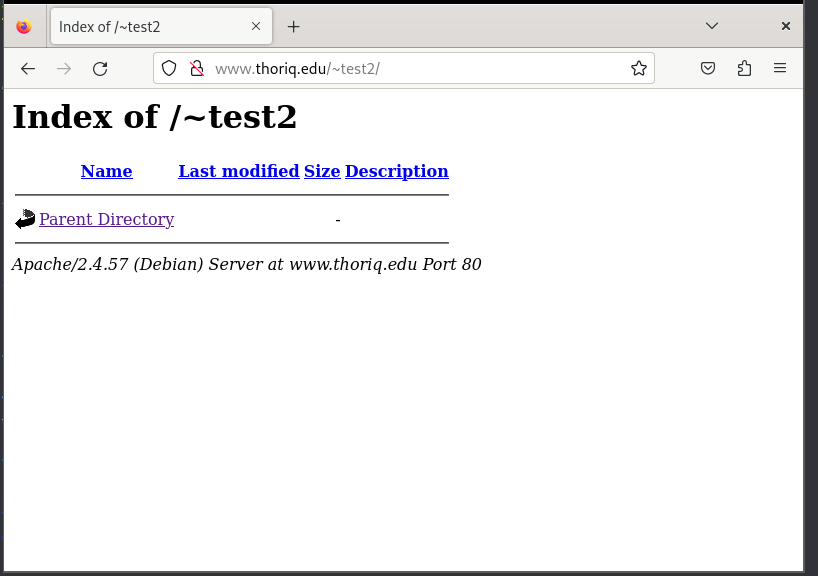 Index of /~test2
www.thoriq.edu/~test2/
Index of /~test2
Name Last modified Size Description
Parent Directory -
Apache/2.4.57 (Debian) Server at www.thoriq.edu Port 80